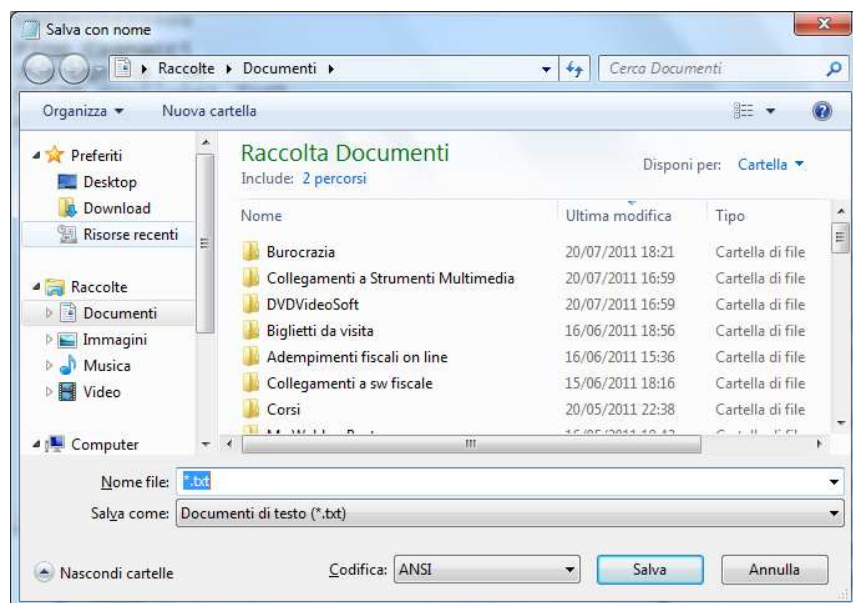 Salva con nome
Raccolte Documenti
Cerca Documenti
Organizza Nuova cartella
Preferiti
Desktop
Download
Risorse recenti
Raccolte
Documenti
Immagini
Musica
Video
Computer
Raccolta Documenti
Include: 2 percorsi
Disponi per: Cartella
Nome Ultima modifica Tipo
Burocrazia 20/07/2011 18:21 Cartella di file
Collegamenti a Strumenti Multimedia 20/07/2011 16:59 Cartella di file
DVDVideoSoft 20/07/2011 16:59 Cartella di file
Biglietti da visita 16/06/2011 18:56 Cartella di file
Adempimenti fiscali on line 16/06/2011 15:36 Cartella di file
Collegamenti a sw fiscale 15/06/2011 18:16 Cartella di file
Corsi 20/05/2011 22:38 Cartella di file
Nome file: *.txt
Salva come: Documenti di testo (*.txt)
Nascondi cartelle
Codifica: ANSI
Salva
Annulla